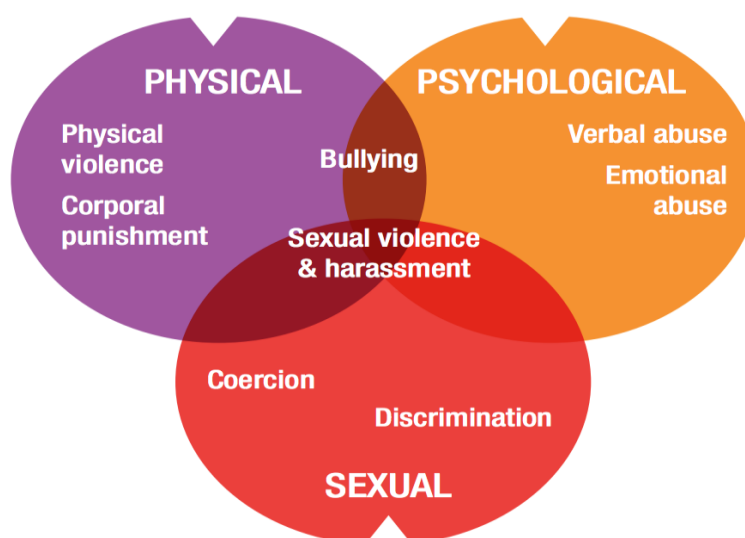 PHYSICAL
Physical
violence
Corporal
punishment
Bullying
PSYCHOLOGICAL
Verbal abuse
Emotional
abuse
Sexual violence
& harassment
Coercion
Discrimination
SEXUAL